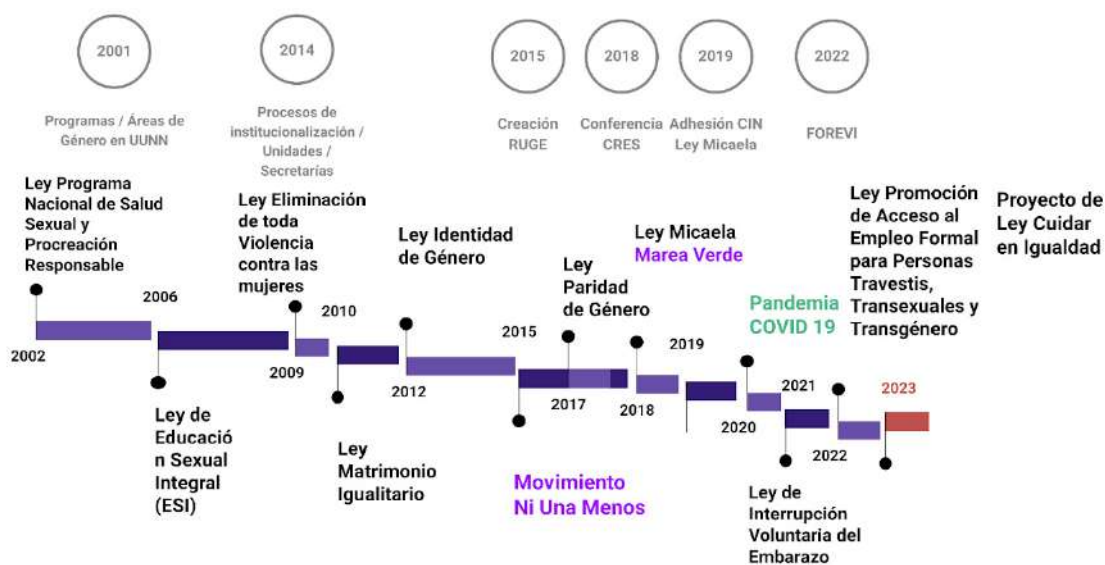 2001
Programas / Áreas de
Género en UUNN
2014
Procesos de
institucionalización /
Unidades /
Secretarías
2015
Creación
RUGE
2018
Conferencia
CRES
2019
Adhesión CIN
Ley Micaela
2022
FOREVI
Ley Programa
Nacional de Salud
Sexual y
Procreación
Responsable
2002
2006
Ley de
Educació
n Sexual
Integral
(ESI)
Ley Eliminación
de toda
Violencia
contra las
mujeres
2009
2010
Ley
Matrimonio
Igualitario
Ley Identidad
de Género
2012
2015
Movimiento
Ni Una Menos
Ley
Paridad
de Género
2017
Ley Micaela
Marea Verde
2018
2019
Pandemia
COVID 19
2020
2021
Ley de
Interrupción
Voluntaria del
Embarazo
Ley Promoción
de Acceso al
Empleo Formal
para Personas
Travestis,
Transexuales y
Transgénero
2022
2023
Proyecto de
Ley Cuidar
en Igualdad